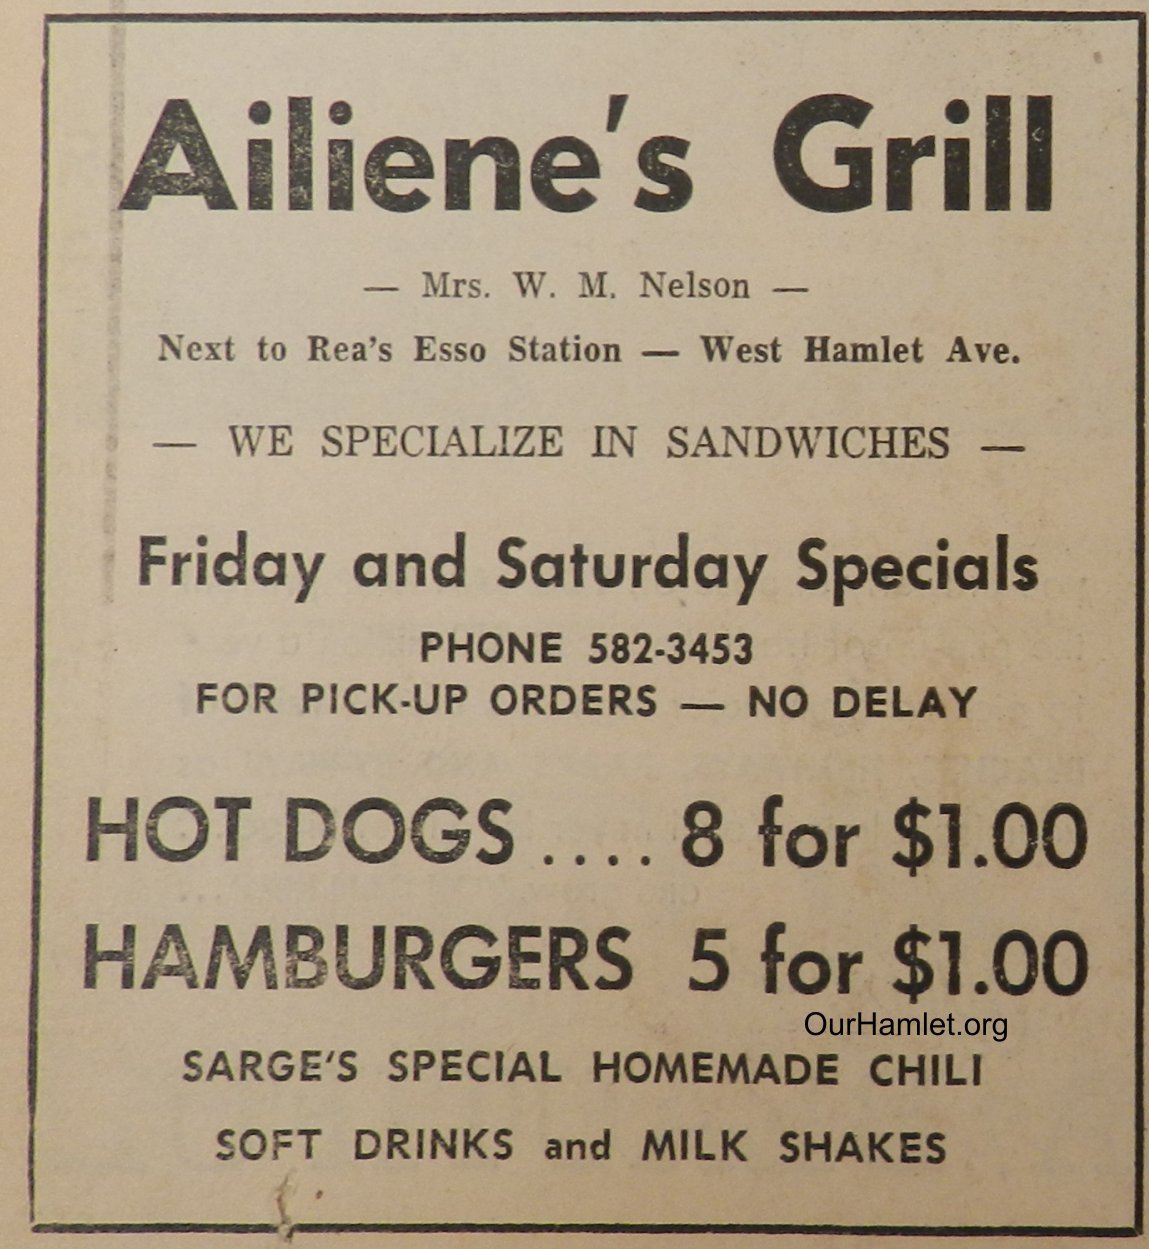 Ailiene's Grill
— Mrs. W. M. Nelson —
Next to Rea's Esso Station — West Hamlet Ave.
— WE SPECIALIZE IN SANDWICHES —
Friday and Saturday Specials
PHONE 582-3453
FOR PICK-UP ORDERS — NO DELAY
HOT DOGS .... 8 for $1.00
HAMBURGERS 5 for $1.00
OurHamlet.org
SARGE'S SPECIAL HOMEMADE CHILI
SOFT DRINKS and MILK SHAKES